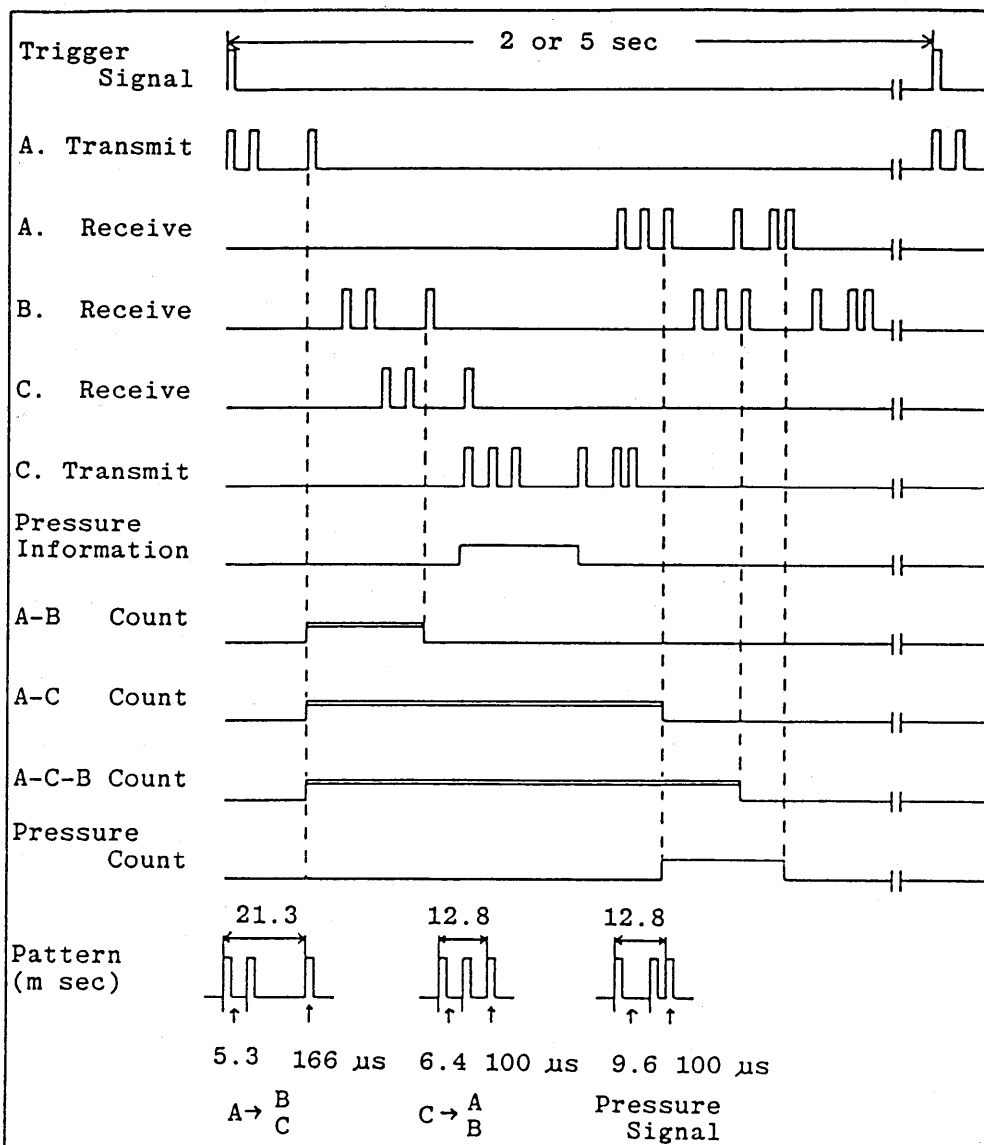 2 or 5 sec
Trigger
Signal
A. Transmit
A. Receive
B. Receive
C. Receive
C. Transmit
Pressure
Information
A-B Count
A-C Count
A-C-B Count
Pressure
Count
21.3 12.8 12.8
Pattern
(m sec)
5.3 166 μs 6.4 100 μs 9.6 100 μs
A→ B C C→ A B Pressure
Signal